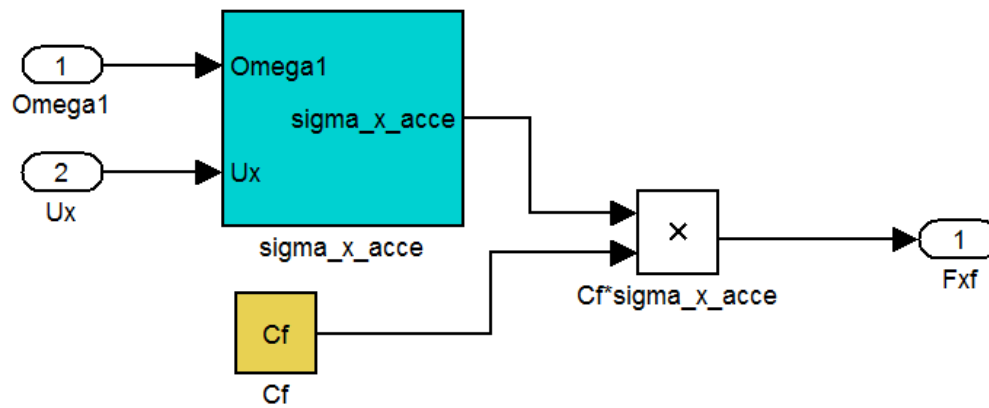 1
Omega1
2
Ux
Omega1
sigma_x_acce
Ux
sigma_x_acce
Cf
Cf
×
Cf*sigma_x_acce
1
Fxf